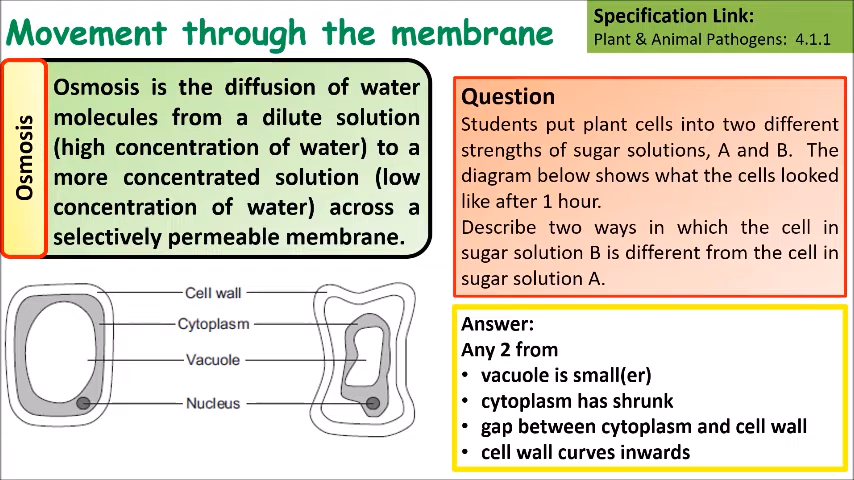 Movement through the membrane
Specification Link:
Plant & Animal Pathogens: 4.1.1
Osmosis
Osmosis is the diffusion of water
molecules from a dilute solution
(high concentration of water) to a
more concentrated solution (low
concentration of water) across a
selectively permeable membrane.
Question
Students put plant cells into two different
strengths of sugar solutions, A and B. The
diagram below shows what the cells looked
like after 1 hour.
Describe two ways in which the cell in
sugar solution B is different from the cell in
sugar solution A.
Cell wall
Cytoplasm
Vacuole
Nucleus
Answer:
Any 2 from
• vacuole is small(er)
• cytoplasm has shrunk
• gap between cytoplasm and cell wall
• cell wall curves inwards